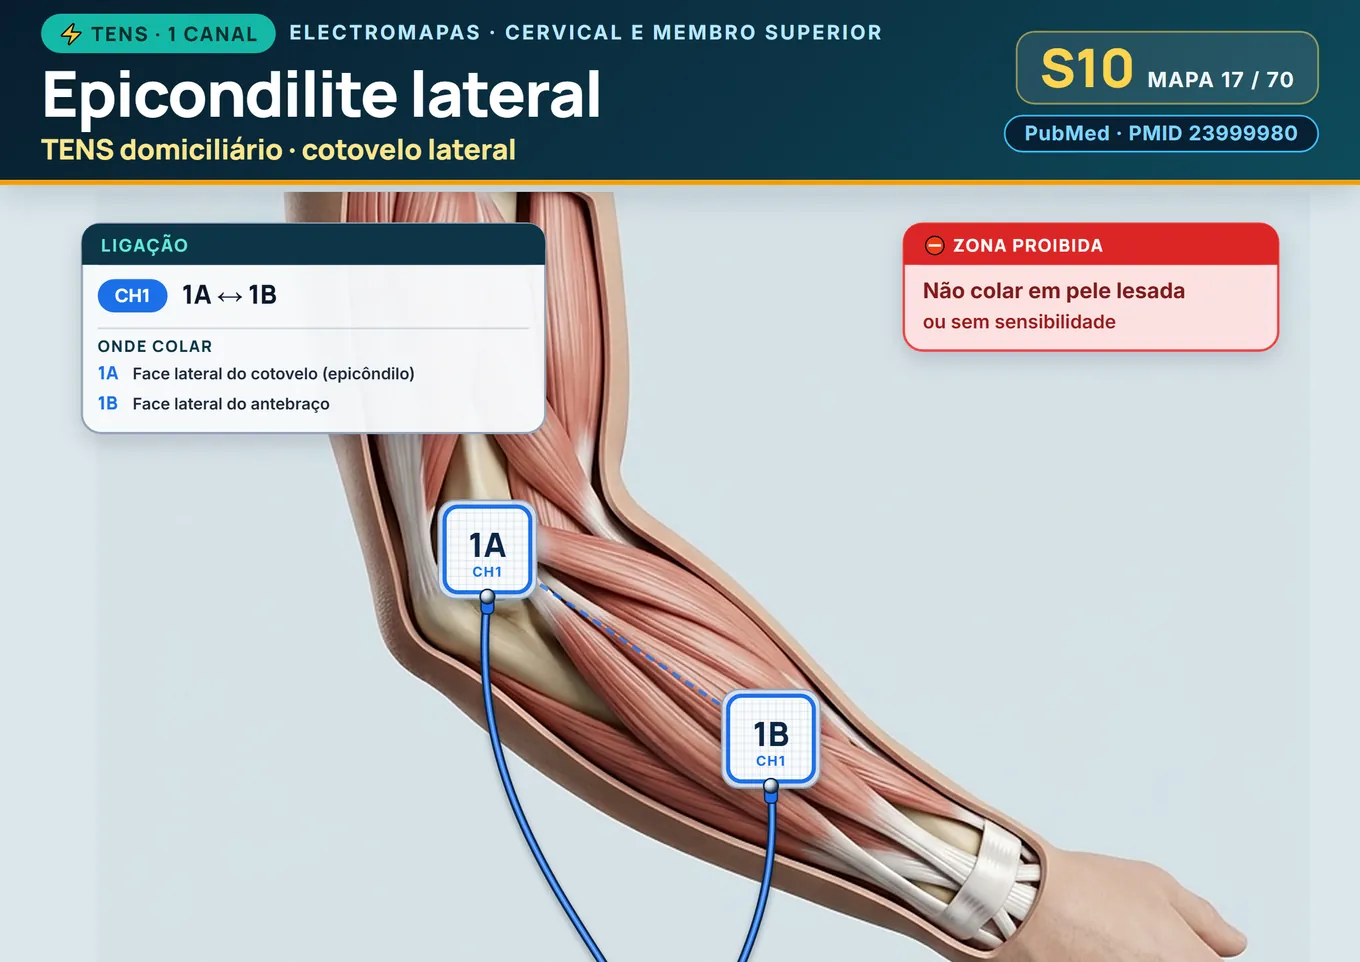 ⚡ TENS · 1 CANAL
ELECTROMAPAS · CERVICAL E MEMBRO SUPERIOR
Epicondilite lateral
TENS domiciliário · cotovelo lateral
S10 MAPA 17 / 70
PubMed · PMID 23999980
LIGAÇÃO
CH1 1A ↔ 1B
ONDE COLAR
1A Face lateral do cotovelo (epicôndilo)
1B Face lateral do antebraço
⛔ ZONA PROIBIDA
Não colar em pele lesada
ou sem sensibilidade
1A
CH1
1B
CH1